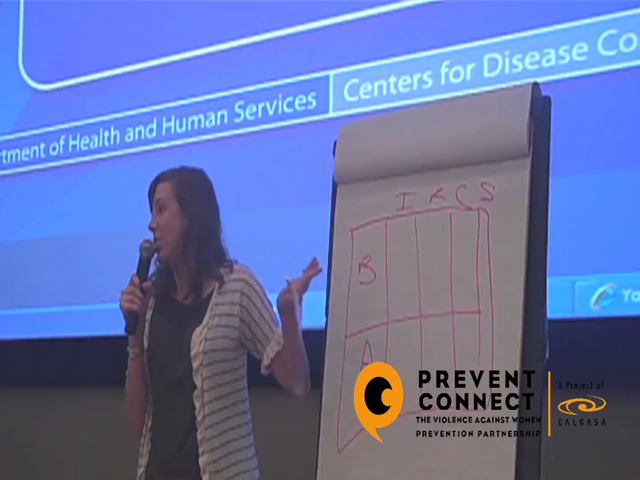 rtment of Health and Human Services
Centers for Disease Co
I R C S
B
A
Yo
PREVENT
CONNECT
THE VIOLENCE AGAINST WOMEN
PREVENTION PARTNERSHIP
A Project of
CALCASA